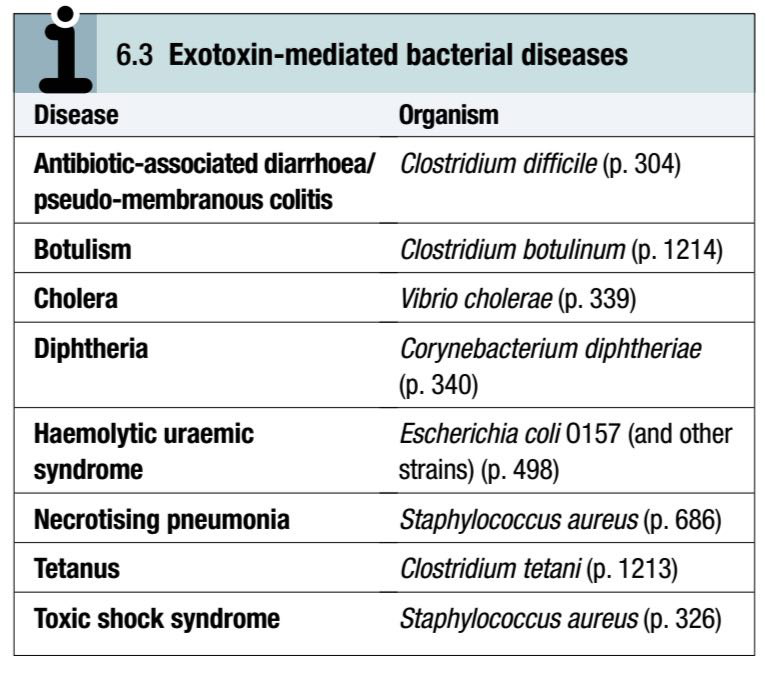 6.3 Exotoxin-mediated bacterial diseases
Disease Organism
Antibiotic-associated diarrhoea/ Clostridium difficile (p. 304)
pseudo-membranous colitis
Botulism Clostridium botulinum (p. 1214)
Cholera Vibrio cholerae (p. 339)
Diphtheria Corynebacterium diphtheriae
(p. 340)
Haemolytic uraemic Escherichia coli 0157 (and other
syndrome strains) (p. 498)
Necrotising pneumonia Staphylococcus aureus (p. 686)
Tetanus Clostridium tetani (p. 1213)
Toxic shock syndrome Staphylococcus aureus (p. 326)